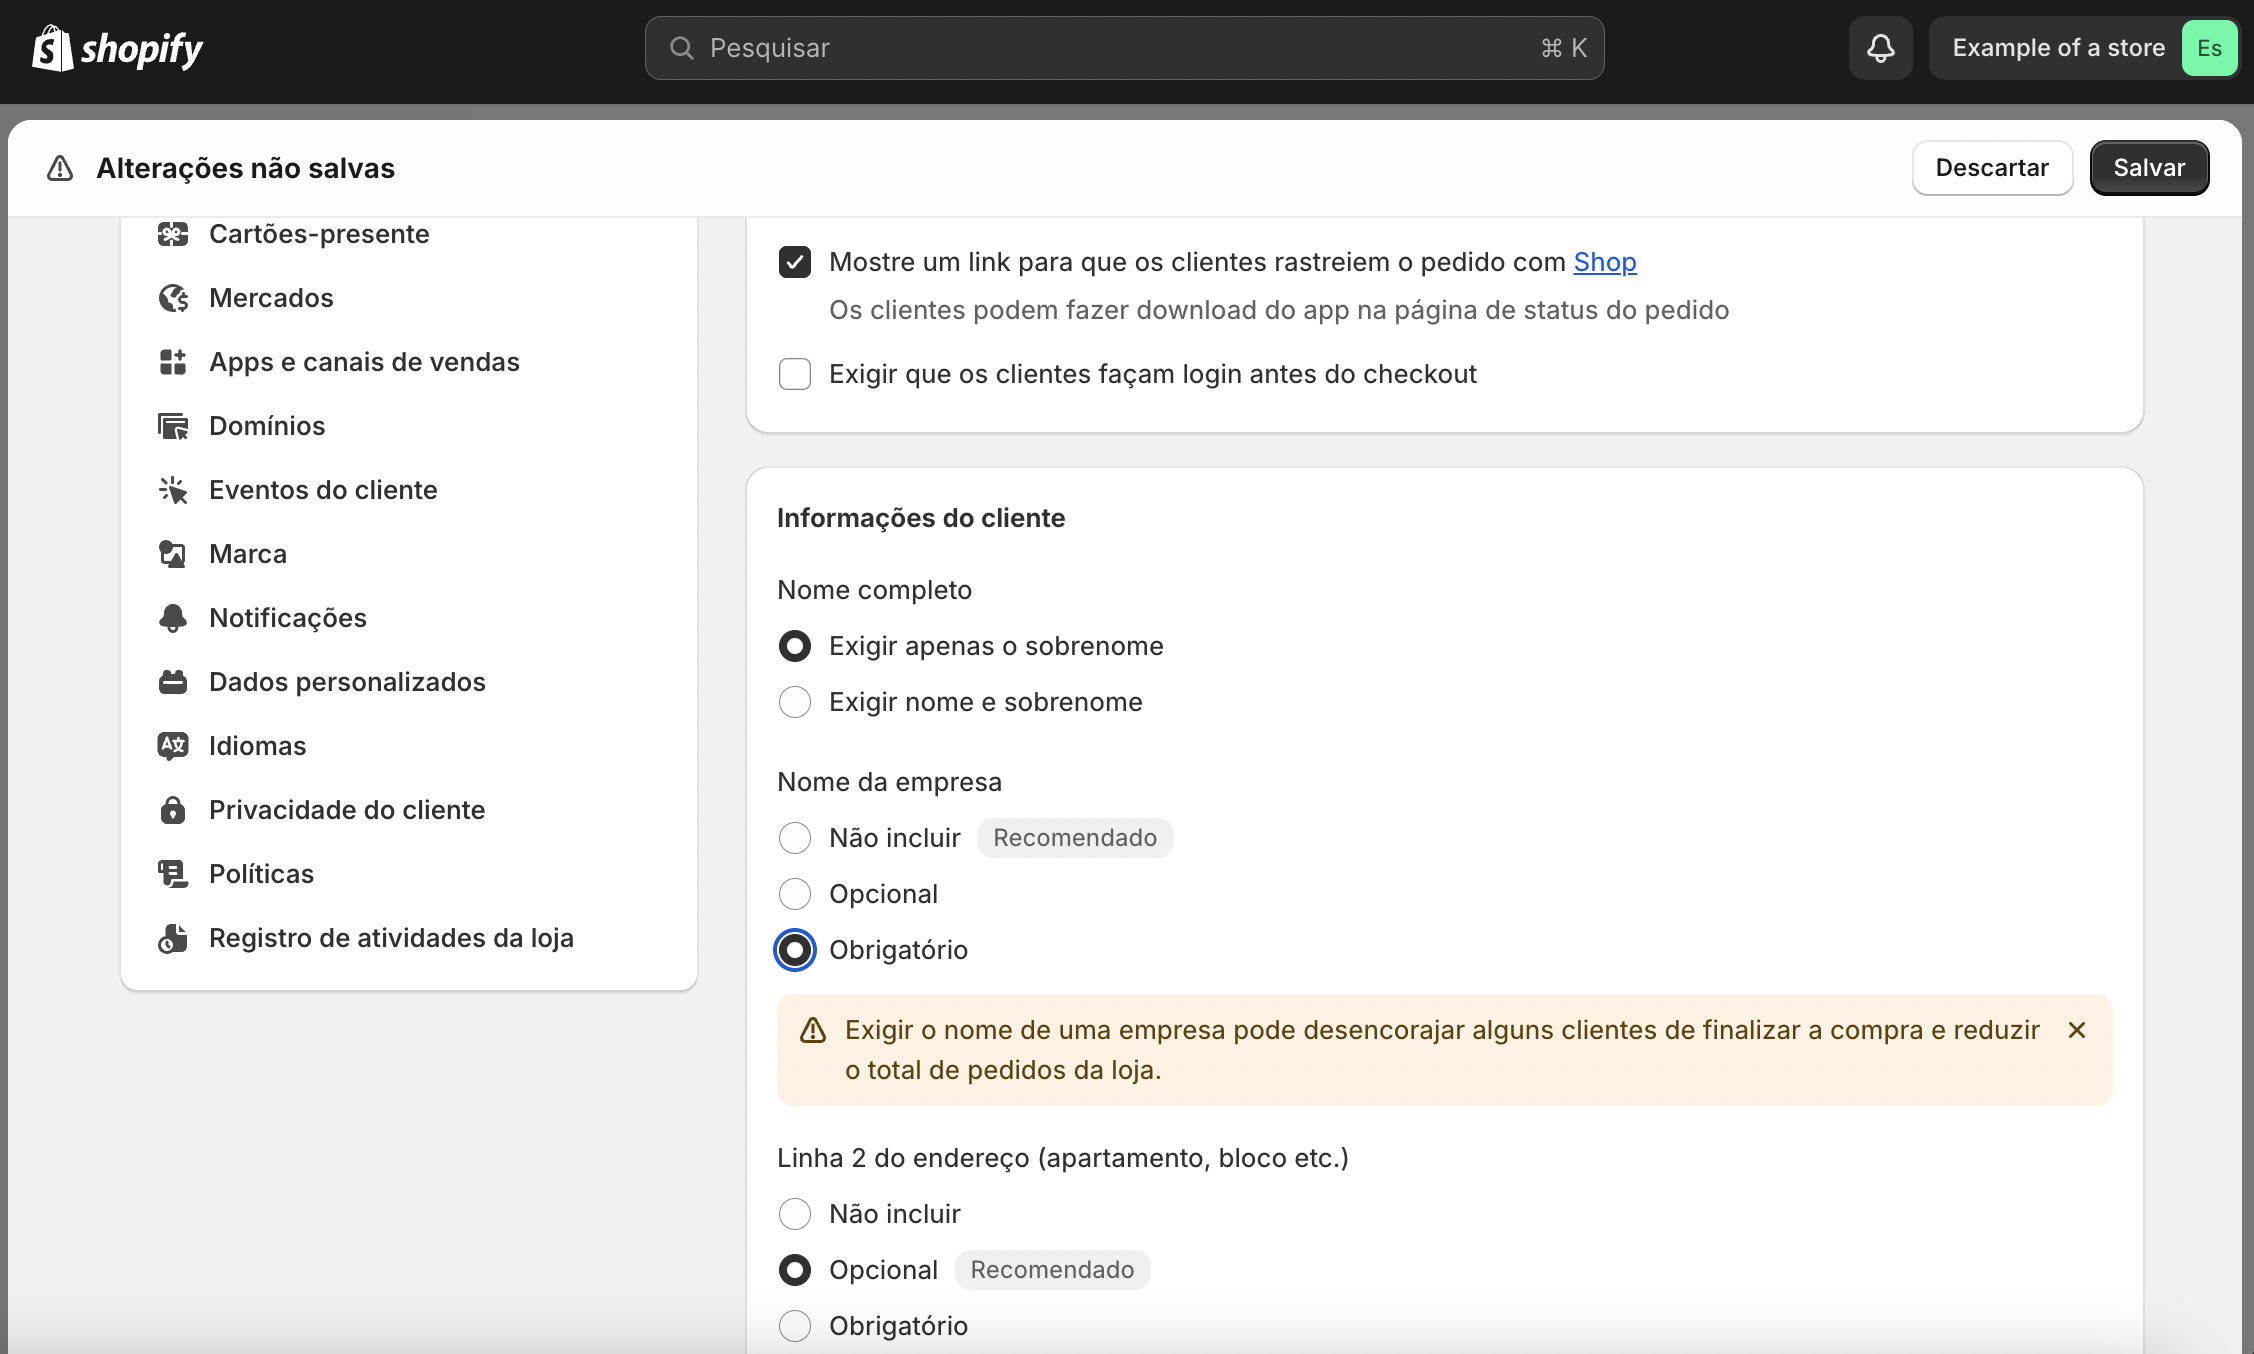 shopify
Pesquisar
⌘ K
Example of a store
Es
Alterações não salvas
Descartar
Salvar
Cartões-presente
Mercados
Apps e canais de vendas
Domínios
Eventos do cliente
Marca
Notificações
Dados personalizados
Idiomas
Privacidade do cliente
Políticas
Registro de atividades da loja
Mostre um link para que os clientes rastreiem o pedido com Shop
Os clientes podem fazer download do app na página de status do pedido
Exigir que os clientes façam login antes do checkout
Informações do cliente
Nome completo
Exigir apenas o sobrenome
Exigir nome e sobrenome
Nome da empresa
Não incluir Recomendado
Opcional
Obrigatório
Exigir o nome de uma empresa pode desencorajar alguns clientes de finalizar a compra e reduzir
o total de pedidos da loja.
Linha 2 do endereço (apartamento, bloco etc.)
Não incluir
Opcional Recomendado
Obrigatório